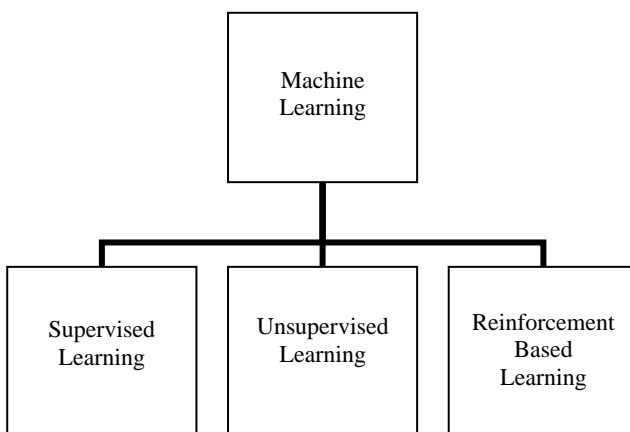 Machine
Learning
Supervised
Learning
Unsupervised
Learning
Reinforcement
Based
Learning